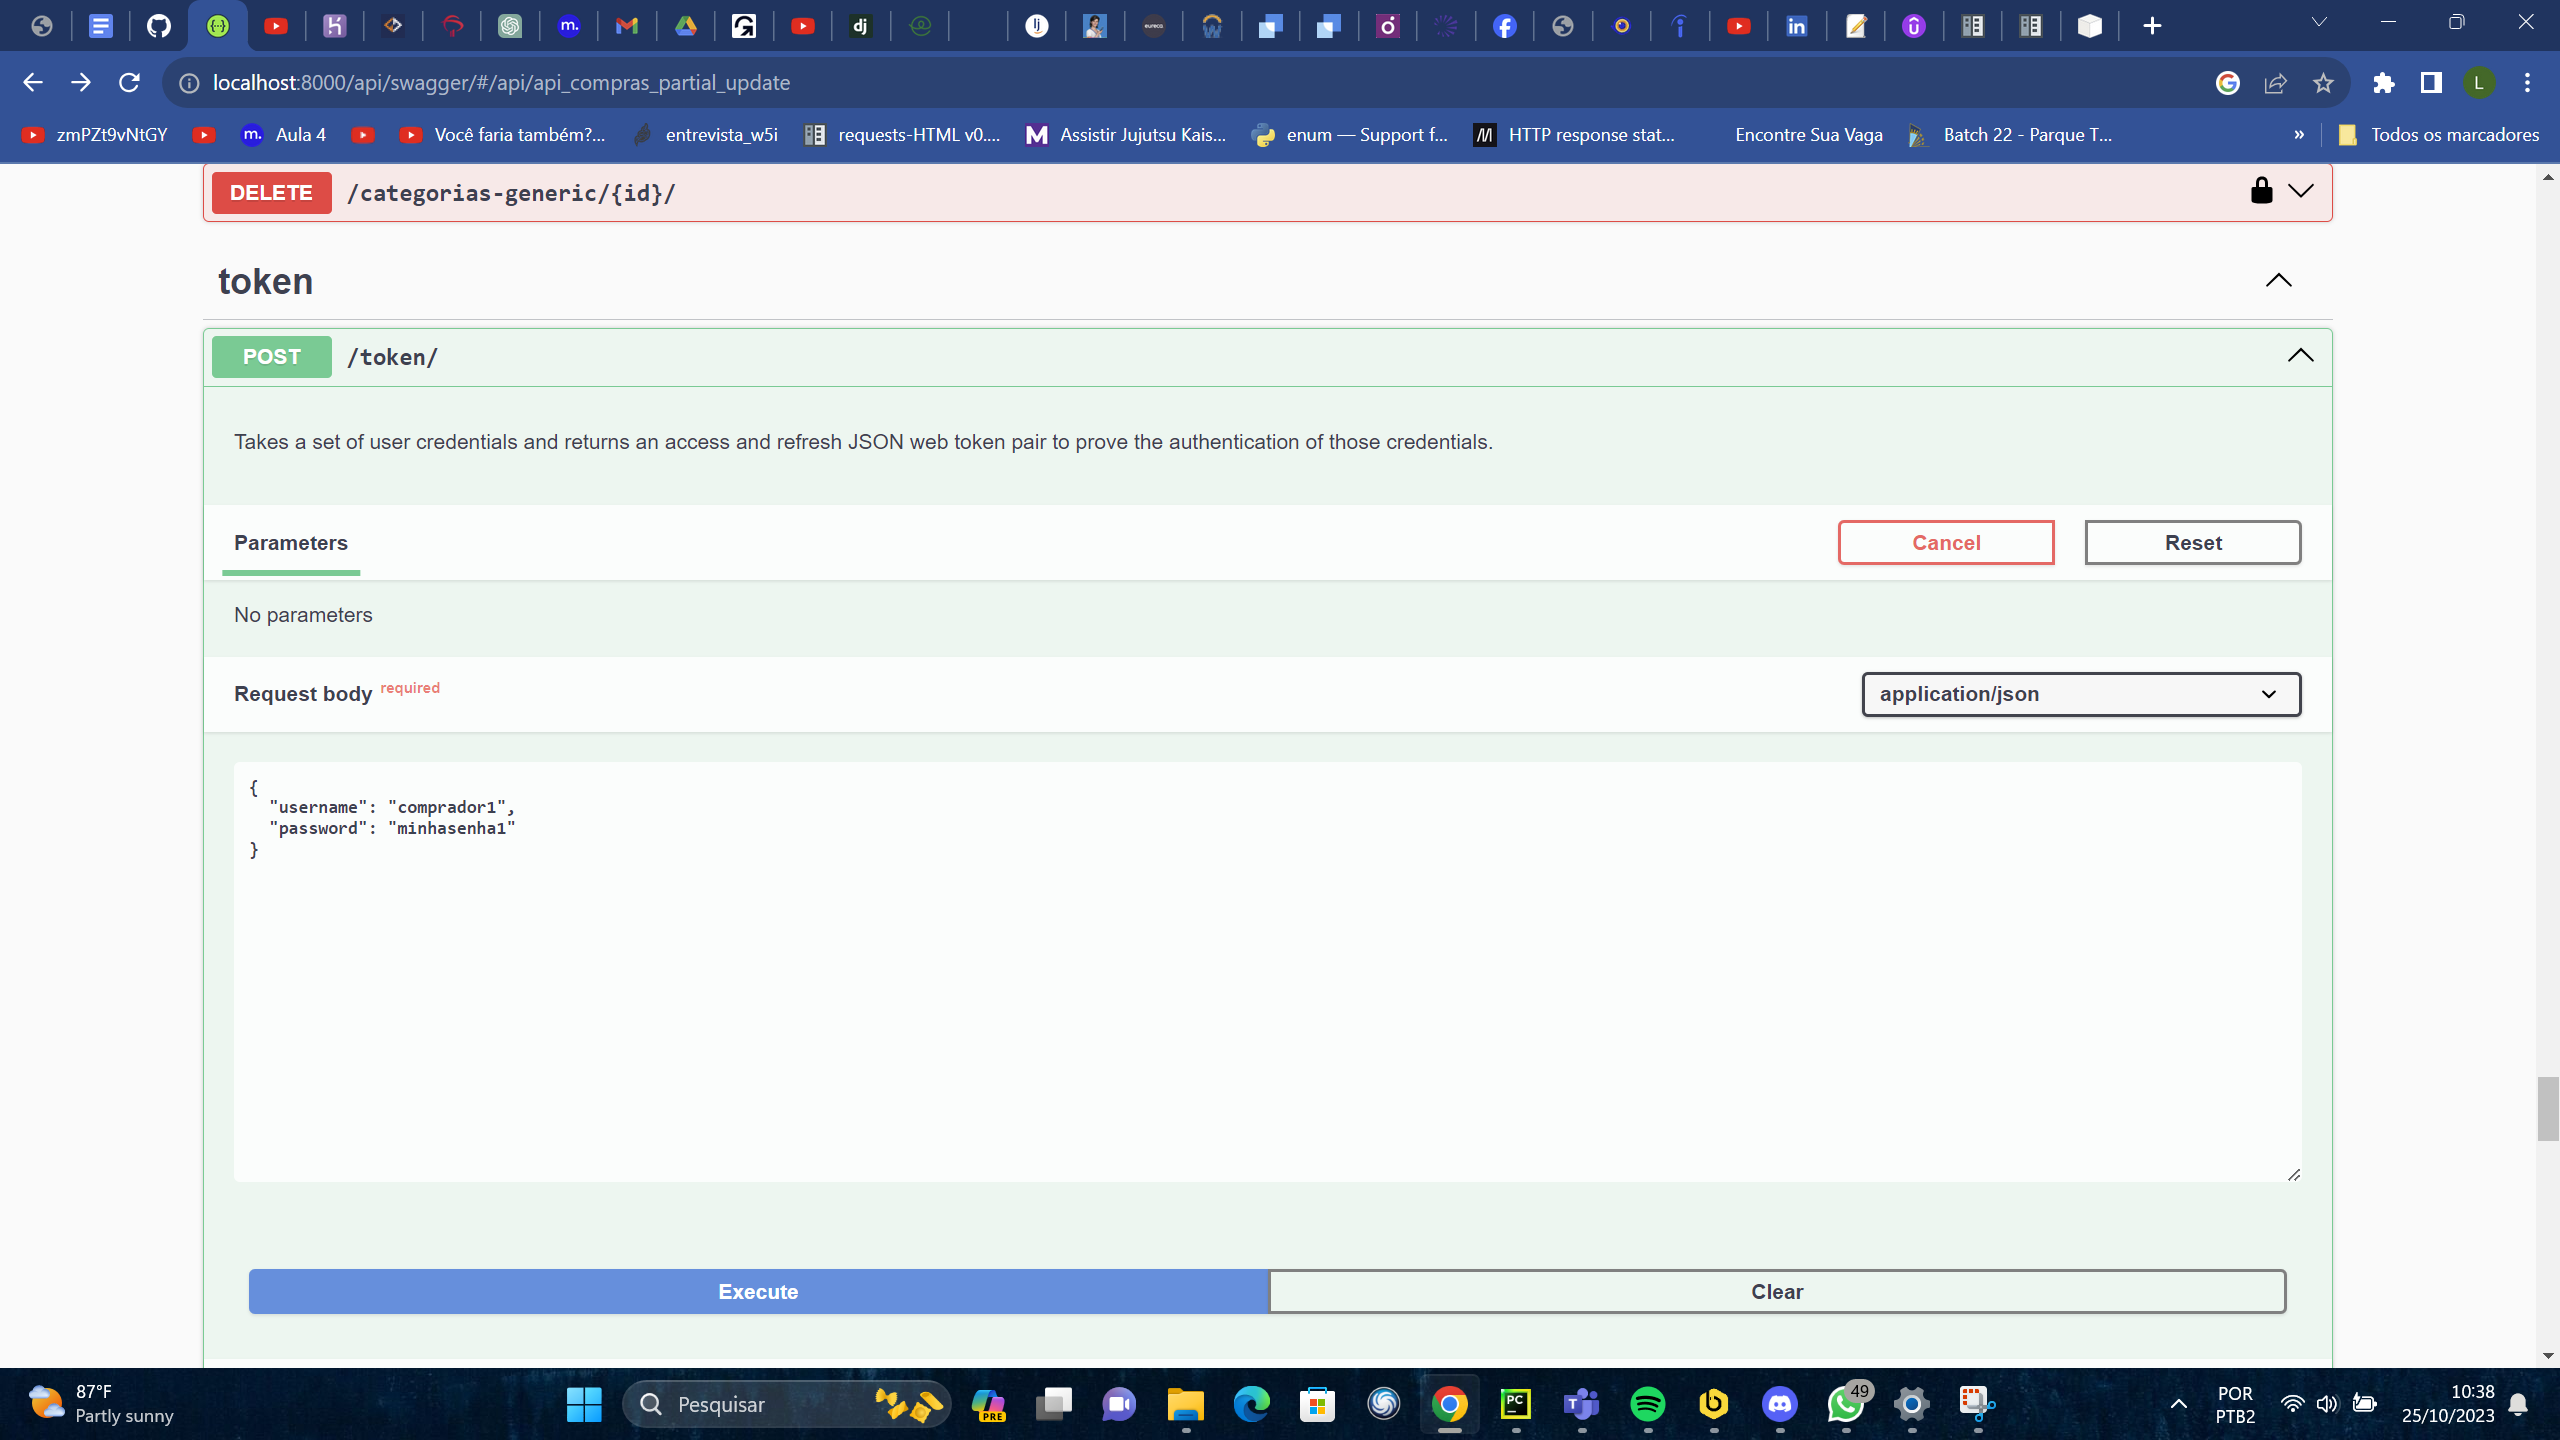 localhost:8000/api/swagger/#/api/api_compras_partial_update
L
zmPZt9vNtGY
Aula 4
Você faria também?...
entrevista_w5i
requests-HTML v0....
Assistir Jujutsu Kais...
enum — Support f...
HTTP response stat...
Encontre Sua Vaga
Batch 22 - Parque T...
»
Todos os marcadores
DELETE /categorias-generic/{id}/
token
POST /token/
Takes a set of user credentials and returns an access and refresh JSON web token pair to prove the authentication of those credentials.
Parameters
Cancel
Reset
No parameters
Request body required
application/json
{
"username": "comprador1",
"password": "minhasenha1"
}
Execute
Clear
87°F
Partly sunny
Pesquisar
PRE
PC
49
POR
PTB2
10:38
25/10/2023